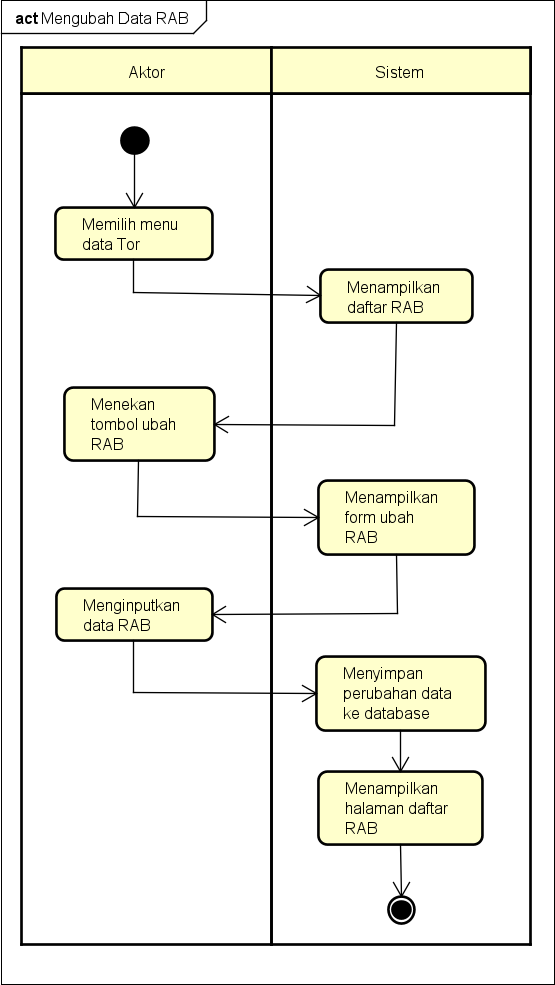 act Mengubah Data RAB
Aktor
Sistem
Memilih menu
data Tor
Menampilkan
daftar RAB
Menekan
tombol ubah
RAB
Menampilkan
form ubah
RAB
Menginputkan
data RAB
Menyimpan
perubahan data
ke database
Menampilkan
halaman daftar
RAB